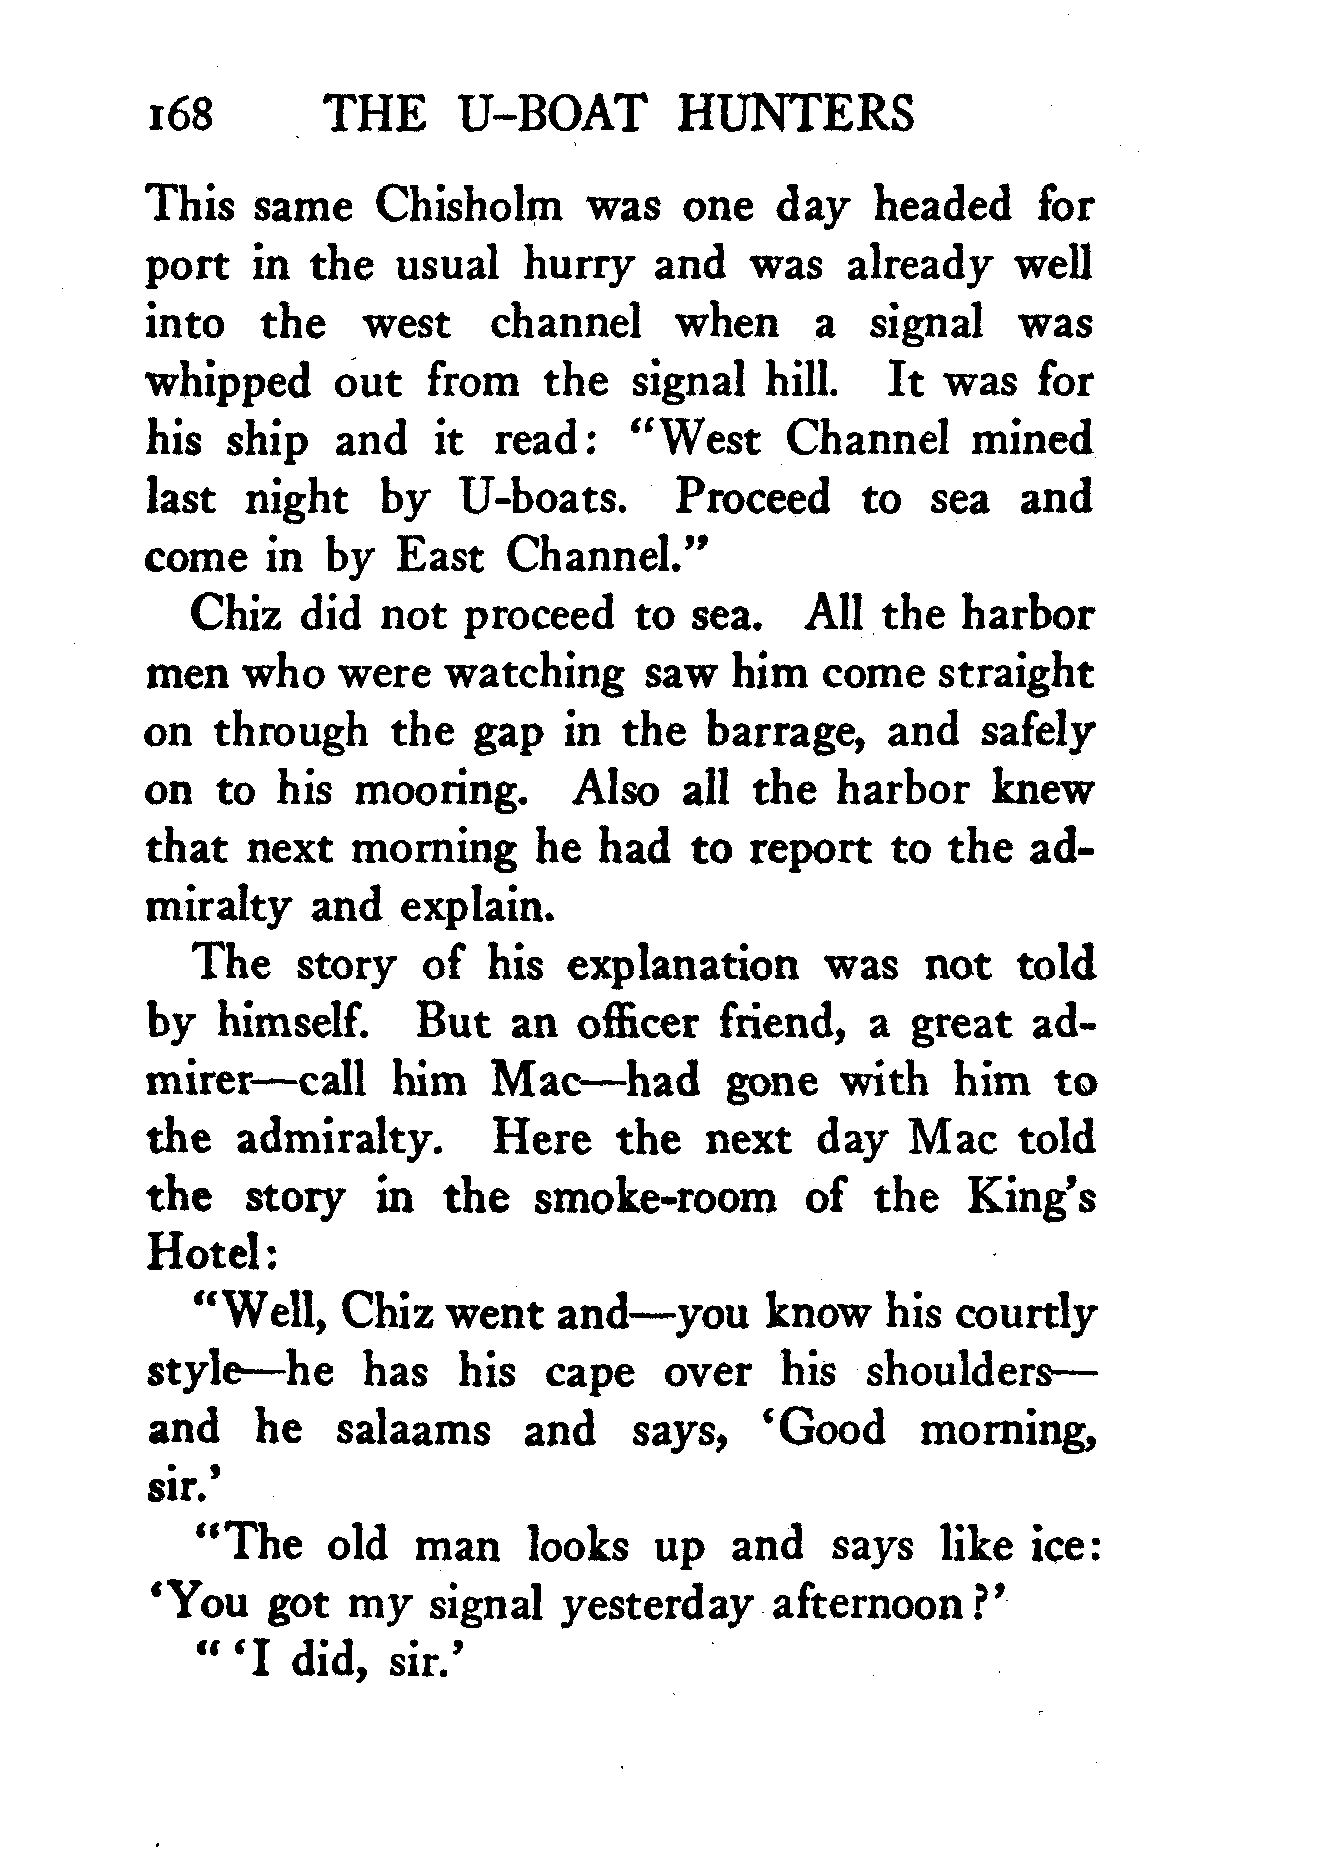 168 THE U-BOAT HUNTERS
This same Chisholm was one day headed for
port in the usual hurry and was already well
into the west channel when a signal was
whipped out from the signal hill. It was for
his ship and it read: “West Channel mined
last night by U-boats. Proceed to sea and
come in by East Channel.”
Chiz did not proceed to sea. All the harbor
men who were watching saw him come straight
on through the gap in the barrage, and safely
on to his mooring. Also all the harbor knew
that next morning he had to report to the ad-
miralty and explain.
The story of his explanation was not told
by himself. But an officer friend, a great ad-
mirer—call him Mac—had gone with him to
the admiralty. Here the next day Mac told
the story in the smoke-room of the King’s
Hotel:
“Well, Chiz went and—you know his courtly
style—he has his cape over his shoulders—
and he salaams and says, ‘Good morning,
sir.’
“The old man looks up and says like ice:
‘You got my signal yesterday afternoon?’
“ ‘I did, sir.’